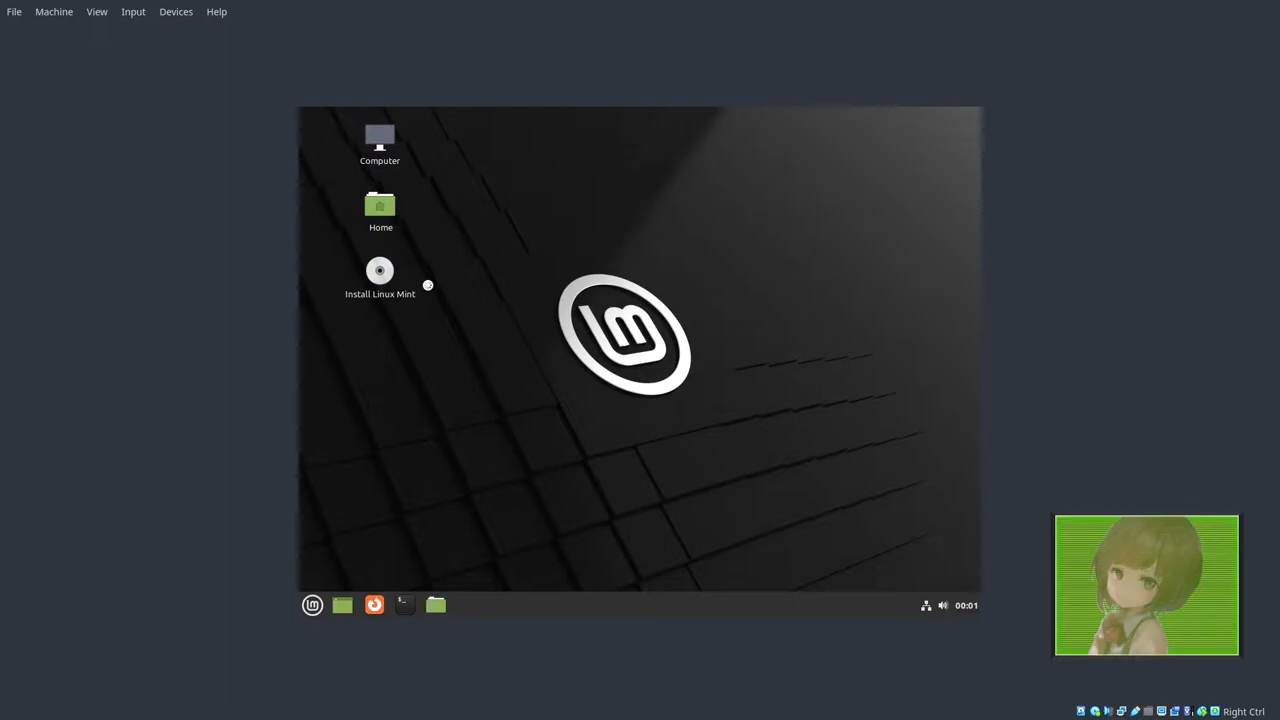 File Machine View Input Devices Help
Computer
Home
Install Linux Mint
00:01
Right Ctrl